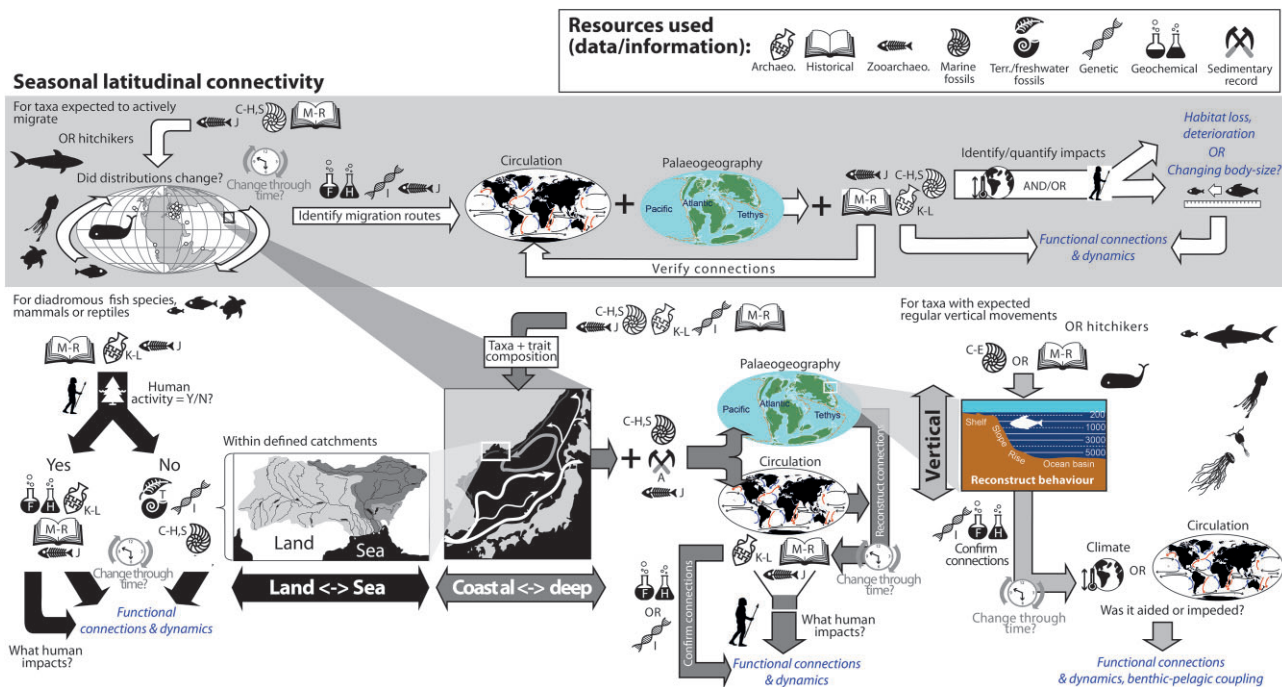 Resources used
(data/information):
Archaeo.
Historical
Zooarchaeo.
Marine
fossils
Terr./freshwater
fossils
Genetic
Geochemical
Sedimentary
record
Seasonal latitudinal connectivity
For taxa expected to actively
migrate
OR hitchikers
J
C-H,S
M-R
Did distributions change?
Change through
time?
F
H
I
J
Identify migration routes
Circulation
+
Palaeogeography
Pacific
Atlantic
Tethys
+
J
C-H,S
M-R
K-L
Verify connections
Identify/quantify impacts
AND/OR
Habitat loss,
deterioration
OR
Changing body-size?
Functional connections
& dynamics
For diadromous fish species,
mammals or reptiles
M-R
K-L
J
Human
activity = Y/N?
Yes
No
F
H
K-L
M-R
J
T
I
C-H,S
Change through
time?
Functional
connections & dynamics
What human
impacts?
Within defined catchments
Land
Sea
Land <-> Sea
C-H,S
J
K-L
I
M-R
Taxa + trait
composition
Coastal <-> deep
+
C-H,S
A
J
Palaeogeography
Pacific
Atlantic
Tethys
Circulation
Reconstruct connection
Change through
time?
K-L
M-R
J
F
H
OR
I
Confirm connections
What human
impacts?
Functional connections
& dynamics
For taxa with expected
regular vertical movements
OR hitchikers
C-E
OR
M-R
Vertical
Shelf
Slope
Rise
200
1000
3000
5000
Ocean basin
Reconstruct behaviour
I
F
H
Confirm
connections
Change through
time?
Climate
OR
Circulation
Was it aided or impeded?
Functional connections
& dynamics, benthic-pelagic coupling